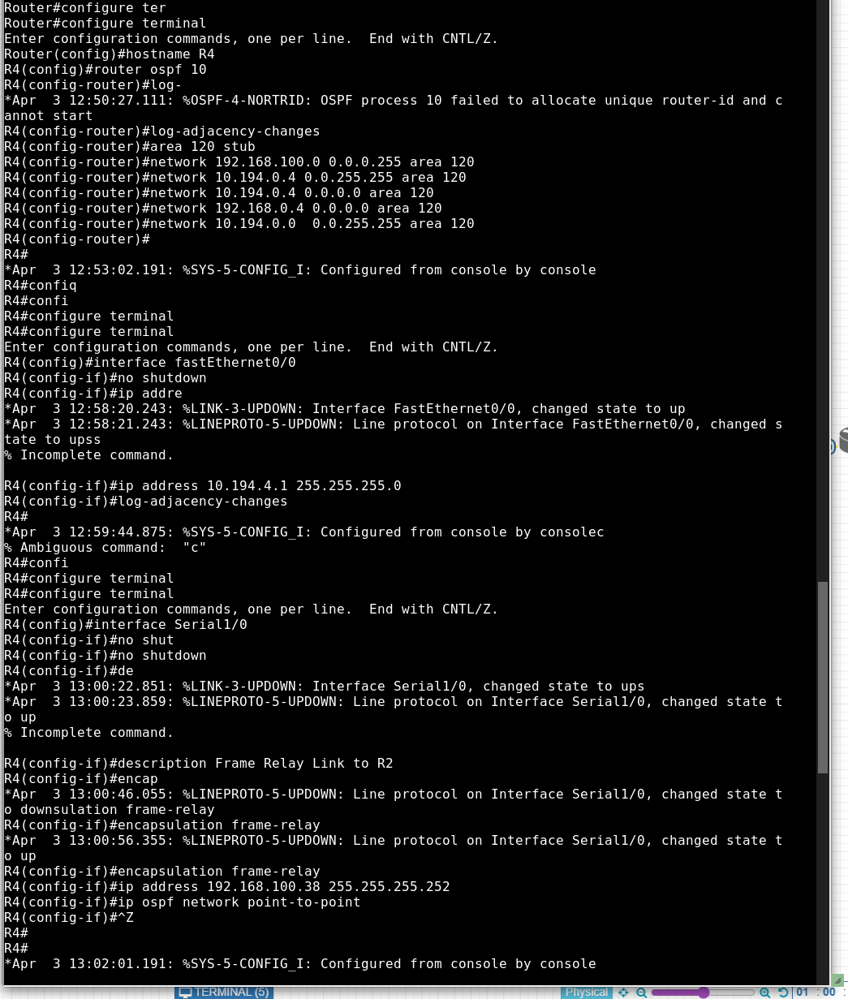 Router#configure ter
Router#configure terminal
Enter configuration commands, one per line.  End with CNTL/Z.
Router(config)#hostname R4
R4(config)#router ospf 10
R4(config-router)#log-
*Apr  3 12:50:27.111: %OSPF-4-NORTRID: OSPF process 10 failed to allocate unique router-id and c
annot start
R4(config-router)#log-adjacency-changes
R4(config-router)#area 120 stub
R4(config-router)#network 192.168.100.0 0.0.0.255 area 120
R4(config-router)#network 10.194.0.4 0.0.255.255 area 120
R4(config-router)#network 10.194.0.4 0.0.0.0 area 120
R4(config-router)#network 192.168.0.4 0.0.0.0 area 120
R4(config-router)#network 10.194.0.0  0.0.255.255 area 120
R4(config-router)#
R4#
*Apr  3 12:53:02.191: %SYS-5-CONFIG_I: Configured from console by console
R4#confiq
R4#confi
R4#configure terminal
R4#configure terminal
Enter configuration commands, one per line.  End with CNTL/Z.
R4(config)#interface fastEthernet0/0
R4(config-if)#no shutdown
R4(config-if)#ip addre
*Apr  3 12:58:20.243: %LINK-3-UPDOWN: Interface FastEthernet0/0, changed state to up
*Apr  3 12:58:21.243: %LINEPROTO-5-UPDOWN: Line protocol on Interface FastEthernet0/0, changed s
tate to upss
% Incomplete command.

R4(config-if)#ip address 10.194.4.1 255.255.255.0
R4(config-if)#log-adjacency-changes
R4#
*Apr  3 12:59:44.875: %SYS-5-CONFIG_I: Configured from console by consolec
% Ambiguous command:  "c"
R4#confi
R4#configure terminal
R4#configure terminal
Enter configuration commands, one per line.  End with CNTL/Z.
R4(config)#interface Serial1/0
R4(config-if)#no shut
R4(config-if)#no shutdown
R4(config-if)#de
*Apr  3 13:00:22.851: %LINK-3-UPDOWN: Interface Serial1/0, changed state to ups
*Apr  3 13:00:23.859: %LINEPROTO-5-UPDOWN: Line protocol on Interface Serial1/0, changed state t
o up
% Incomplete command.

R4(config-if)#description Frame Relay Link to R2
R4(config-if)#encap
*Apr  3 13:00:46.055: %LINEPROTO-5-UPDOWN: Line protocol on Interface Serial1/0, changed state t
o downsulation frame-relay
R4(config-if)#encapsulation frame-relay
*Apr  3 13:00:56.355: %LINEPROTO-5-UPDOWN: Line protocol on Interface Serial1/0, changed state t
o up
R4(config-if)#encapsulation frame-relay
R4(config-if)#ip address 192.168.100.38 255.255.255.252
R4(config-if)#ip ospf network point-to-point
R4(config-if)#^Z
R4#
R4#
*Apr  3 13:02:01.191: %SYS-5-CONFIG_I: Configured from console by console
TERMINAL (5)
Physical
01 : 00